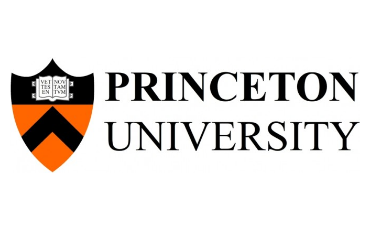 VET NOV
TES TAM
EN TVM
PRINCETON
UNIVERSITY